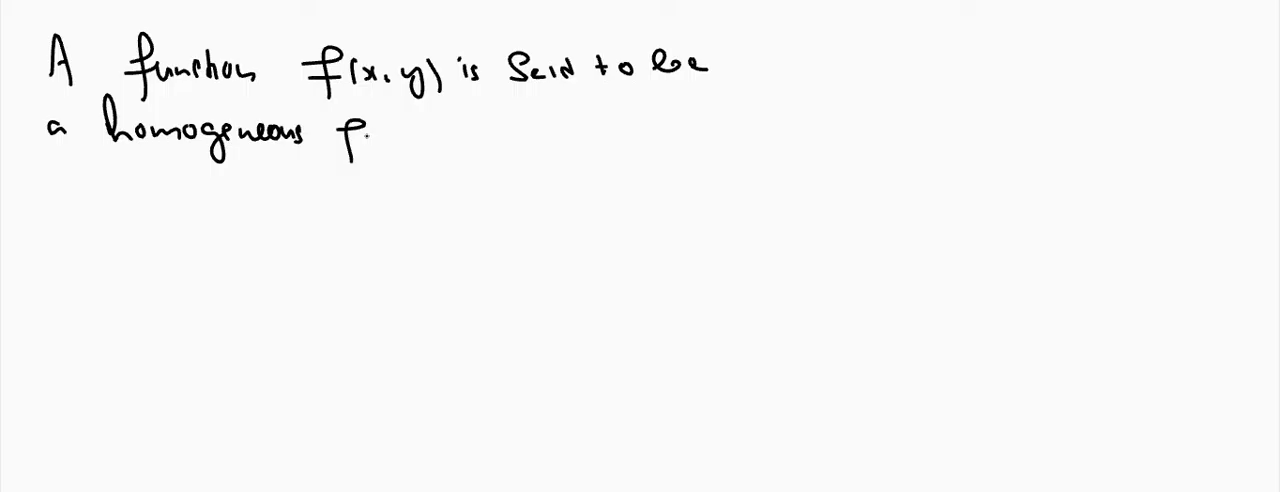 A function f(x, y) is said to be
a homogeneous f